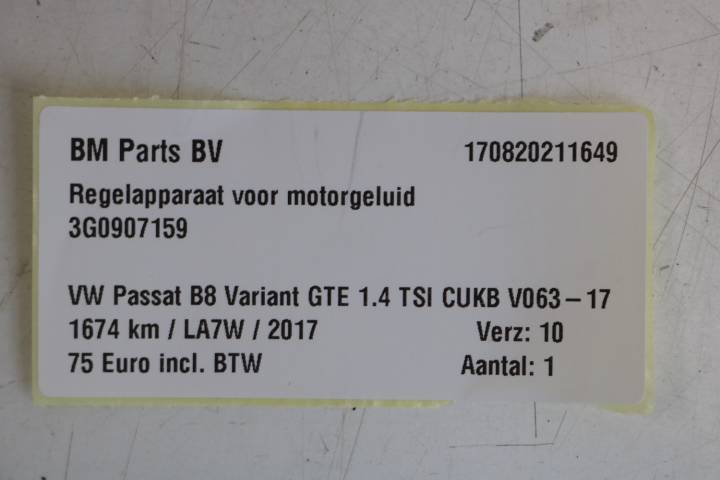 BM Parts BV 170820211649
Regelapparaat voor motorgeluid
3G0907159
VW Passat B8 Variant GTE 1.4 TSI CUKB V063-17
1674 km / LA7W / 2017 Verz: 10
75 Euro incl. BTW Aantal: 1